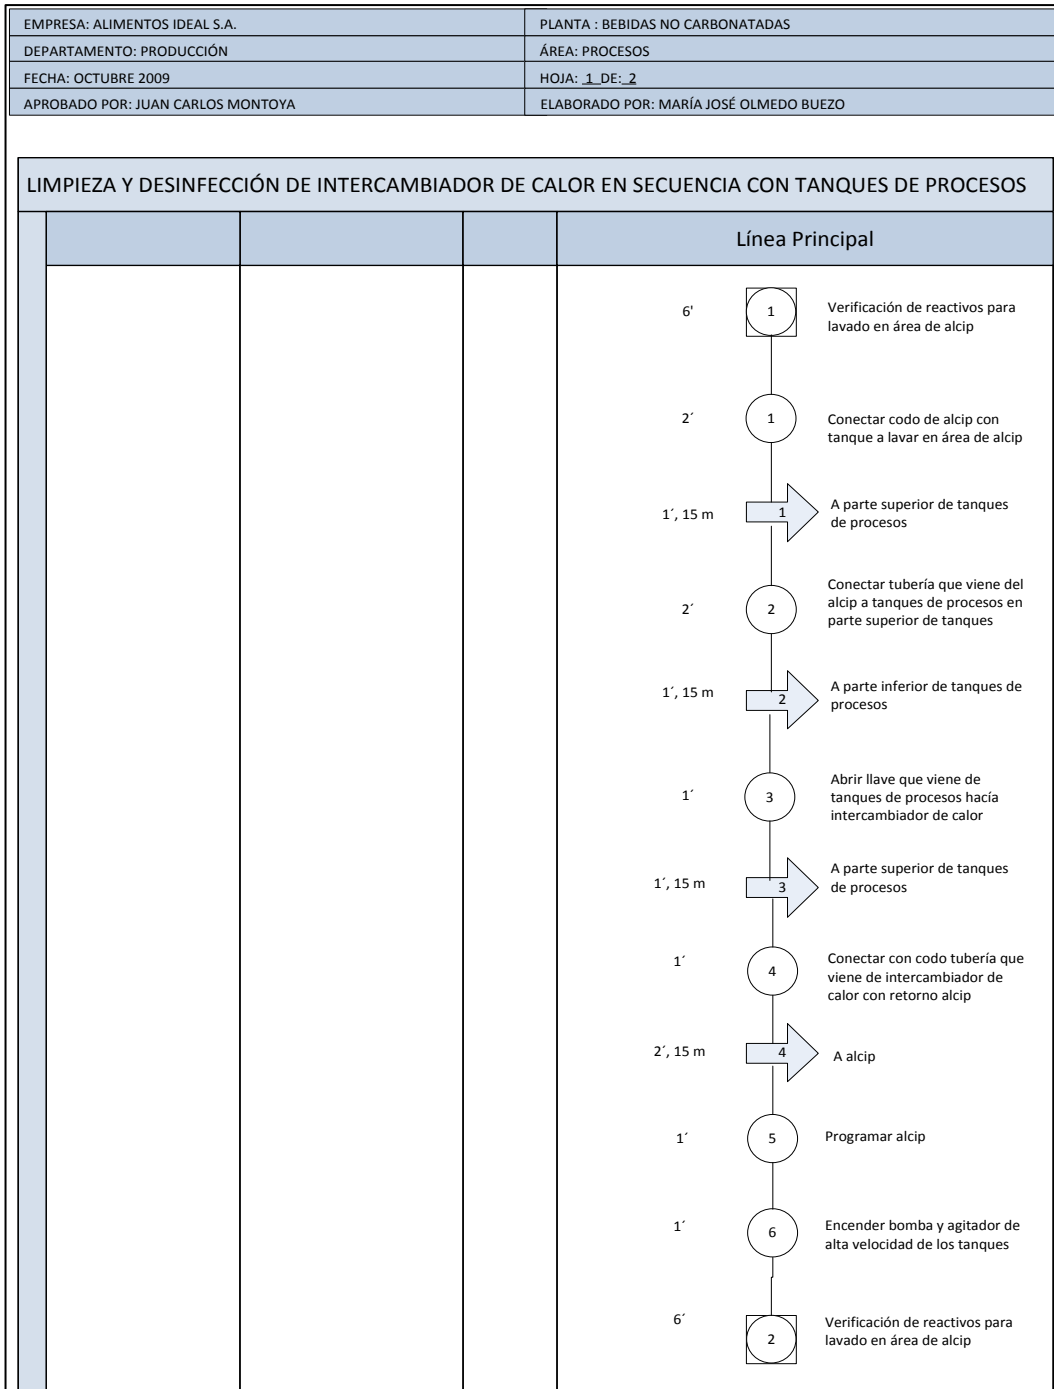 EMPRESA: ALIMENTOS IDEAL S.A.
PLANTA : BEBIDAS NO CARBONATADAS
DEPARTAMENTO: PRODUCCIÓN
ÁREA: PROCESOS
FECHA: OCTUBRE 2009
HOJA: 1 DE: 2
APROBADO POR: JUAN CARLOS MONTOYA
ELABORADO POR: MARÍA JOSÉ OLMEDO BUEZO
LIMPIEZA Y DESINFECCIÓN DE INTERCAMBIADOR DE CALOR EN SECUENCIA CON TANQUES DE PROCESOS
Línea Principal
6'
1
Verificación de reactivos para
lavado en área de alcip
2´
1
Conectar codo de alcip con
tanque a lavar en área de alcip
1´, 15 m
1
A parte superior de tanques
de procesos
2´
2
Conectar tubería que viene del
alcip a tanques de procesos en
parte superior de tanques
1´, 15 m
2
A parte inferior de tanques de
procesos
1´
3
Abrir llave que viene de
tanques de procesos hacía
intercambiador de calor
1´, 15 m
3
A parte superior de tanques
de procesos
1´
4
Conectar con codo tubería que
viene de intercambiador de
calor con retorno alcip
2´, 15 m
4
A alcip
1´
5
Programar alcip
1´
6
Encender bomba y agitador de
alta velocidad de los tanques
6´
2
Verificación de reactivos para
lavado en área de alcip